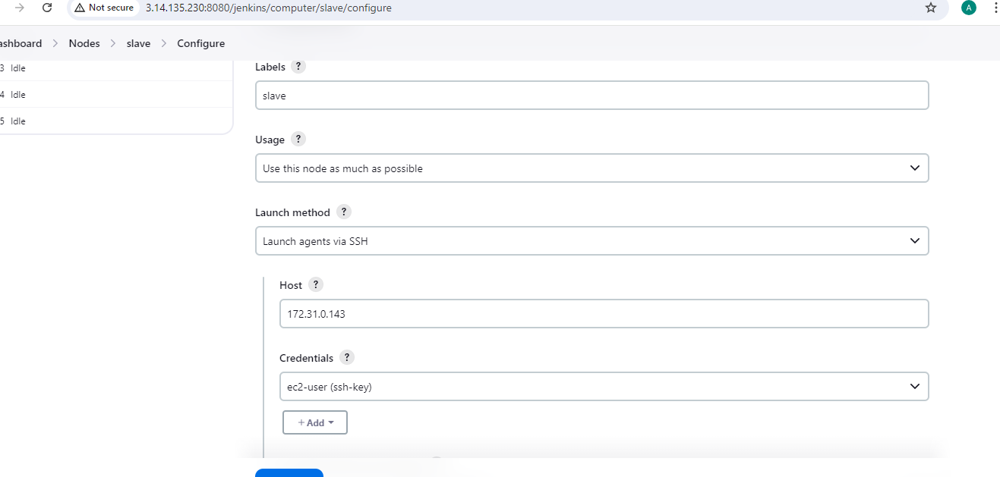 Not secure 3.14.135.230:8080/jenkins/computer/slave/configure A
ashboard > Nodes > slave > Configure
3 Idle
4 Idle
5 Idle
Labels ?
slave
Usage ?
Use this node as much as possible
Launch method ?
Launch agents via SSH
Host ?
172.31.0.143
Credentials ?
ec2-user (ssh-key)
+ Add